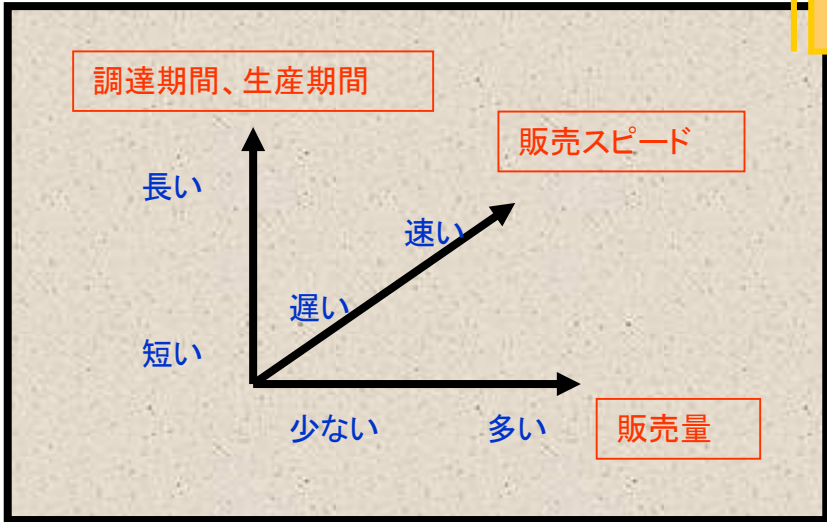 調達期間、生産期間
販売スピード
長い
速い
遅い
短い
少ない
多い
販売量